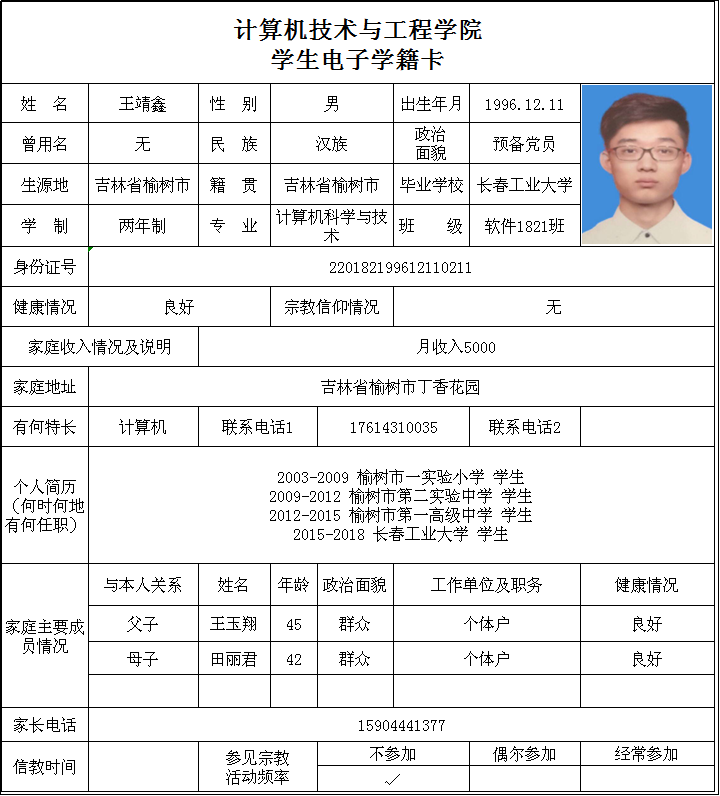 计算机技术与工程学院
学生电子学籍卡
姓 名 王靖鑫 性 别 男 出生年月 1996.12.11
曾用名 无 民 族 汉族 政治面貌 预备党员
生源地 吉林省榆树市 籍 贯 吉林省榆树市 毕业学校 长春工业大学
学 制 两年制 专 业 计算机科学与技术 班 级 软件1821班
身份证号 220182199612110211
健康情况 良好 宗教信仰情况 无
家庭收入情况及说明 月收入5000
家庭地址 吉林省榆树市丁香花园
有何特长 计算机 联系电话1 17614310035 联系电话2
个人简历
（何时何地
有何任职）
2003-2009 榆树市一实验小学 学生
2009-2012 榆树市第二实验中学 学生
2012-2015 榆树市第一高级中学 学生
2015-2018 长春工业大学 学生
家庭主要成员情况
与本人关系 姓名 年龄 政治面貌 工作单位及职务 健康情况
父子 王玉翔 45 群众 个体户 良好
母子 田丽君 42 群众 个体户 良好
家长电话 15904441377
信教时间 参见宗教活动频率 不参加 偶尔参加 经常参加
✓